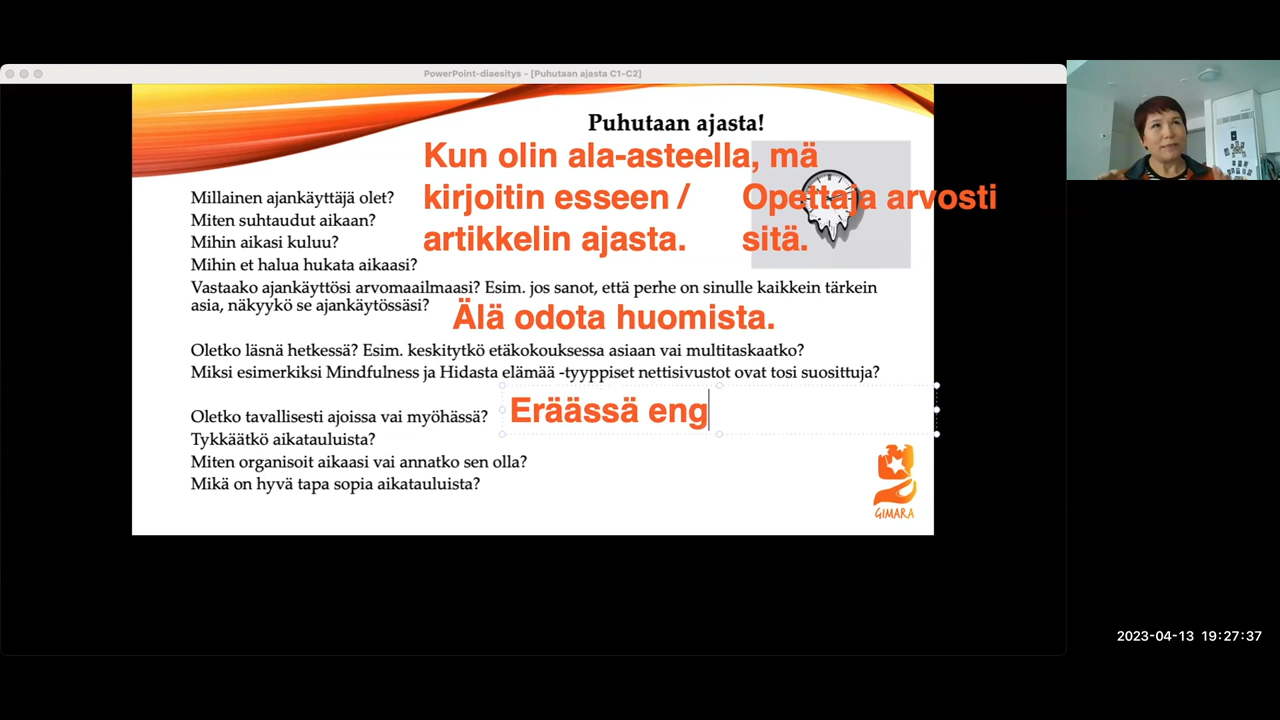 PowerPoint-diaesitys - [Puhutaan ajasta C1-C2]
Puhutaan ajasta!
Kun olin ala-asteella, mä
kirjoitin esseen /
artikkelin ajasta.
Opettaja arvosti
sitä.
Millainen ajankäyttäjä olet?
Miten suhtaudut aikaan?
Mihin aikasi kuluu?
Mihin et halua hukata aikaasi?
Vastaako ajankäyttösi arvomaailmaasi? Esim. jos sanot, että perhe on sinulle kaikkein tärkein
asia, näkyykö se ajankäytössäsi?
Älä odota huomista.
Oletko läsnä hetkessä? Esim. keskitytkö etäkokouksessa asiaan vai multitaskaatko?
Miksi esimerkiksi Mindfulness ja Hidasta elämää -tyyppiset nettisivustot ovat tosi suosittuja?
Eräässä eng
Oletko tavallisesti ajoissa vai myöhässä?
Tykkäätkö aikatauluista?
Miten organisoit aikaasi vai annatko sen olla?
Mikä on hyvä tapa sopia aikatauluista?
GIMARA
2023-04-13 19:27:37